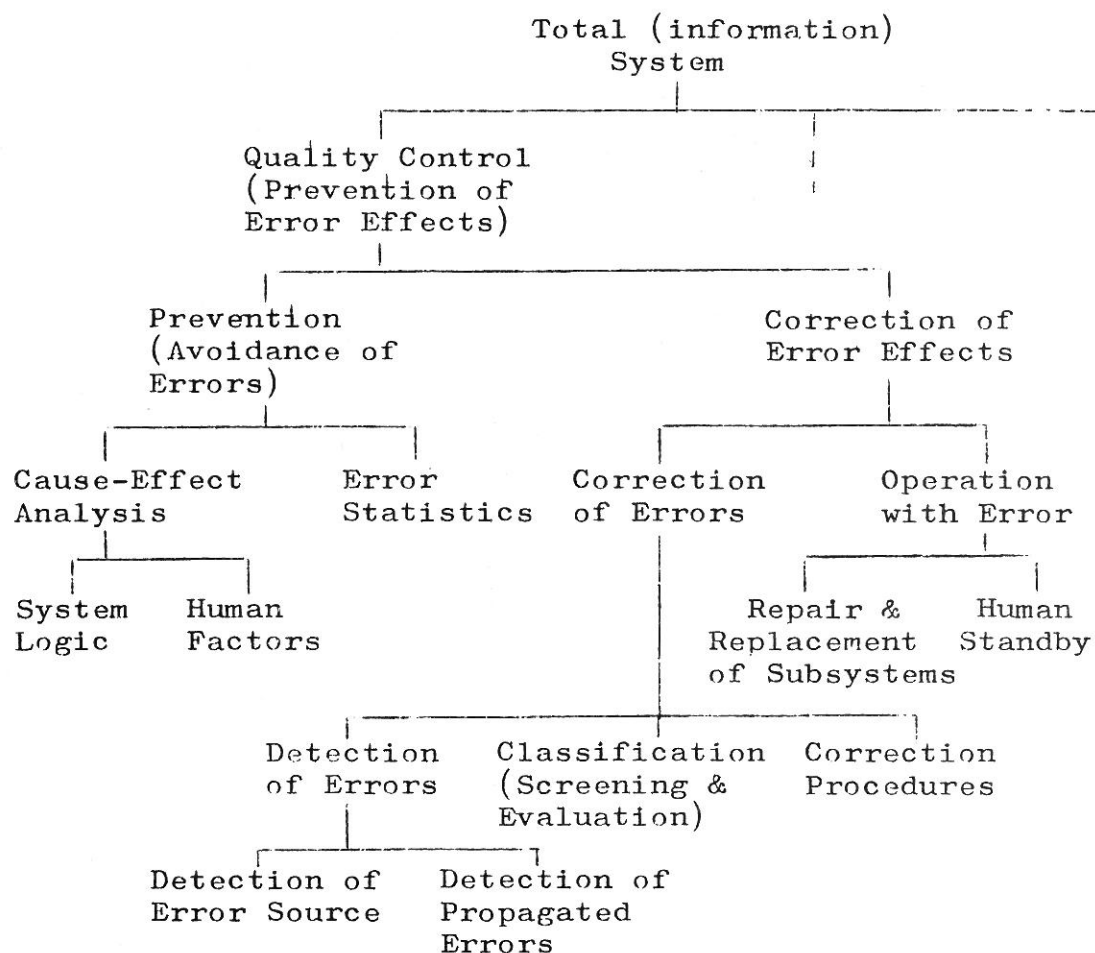 Total (information)
System
Quality Control
(Prevention of
Error Effects)
Prevention
(Avoidance of
Errors)
Correction of
Error Effects
Cause-Effect
Analysis
Error
Statistics
Correction
of Errors
Operation
with Error
System
Logic
Human
Factors
Repair &
Replacement
of Subsystems
Human
Standby
Detection
of Errors
Classification
(Screening &
Evaluation)
Correction
Procedures
Detection of
Error Source
Detection of
Propagated
Errors